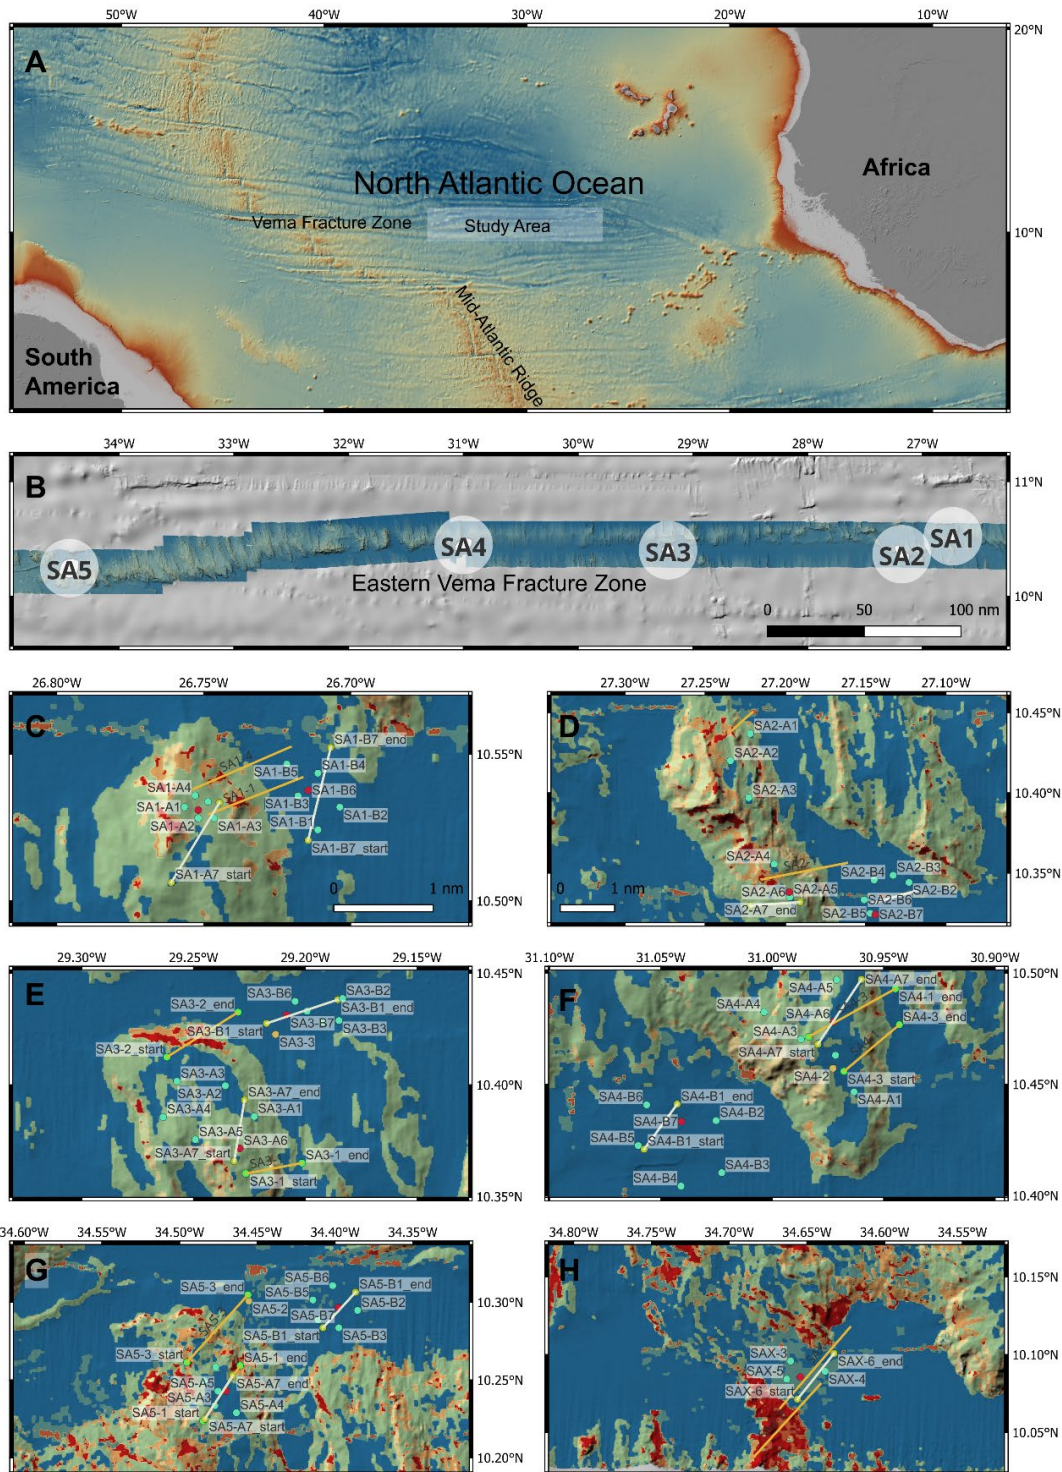 50°W 40°W 30°W 20°W 10°W
20°N
A
North Atlantic Ocean
Africa
Vema Fracture Zone
Study Area
10°N
Mid-Atlantic Ridge
South
America
34°W 33°W 32°W 31°W 30°W 29°W 28°W 27°W
B
11°N
SA5
SA4
SA3
SA2
SA1
Eastern Vema Fracture Zone
10°N
0 50 100 nm
26.80°W 26.75°W 26.70°W
C
SA1-B7_end
10.55°N
SA1-B5
SA1-B4
SA1-A4
SA1-1
SA1-B6
SA1-A1
SA1-B3
SA1-B2
SA1-A2
SA1-A3
SA1-B1
SA1-B7_start
SA1-A7_start
0 1 nm
10.50°N
27.30°W 27.25°W 27.20°W 27.15°W 27.10°W
D
10.45°N
SA2-A1
SA2-A2
10.40°N
SA2-A3
SA2-A4
SA2-B3
SA2-B4
10.35°N
SA2-A6
SA2-A5
SA2-B2
SA2-B6
SA2-A7_end
SA2-B5
SA2-B7
0 1 nm
29.30°W 29.25°W 29.20°W 29.15°W
10.45°N
E
SA3-B6
SA3-B2
SA3-2_end
SA3-B1_end
SA3-B1_start
SA3-B7
SA3-B3
SA3-3
SA3-2_start
SA3-A3
10.40°N
SA3-A2
SA3-A7_end
SA3-A4
SA3-A1
SA3-A5
SA3-A6
SA3-A7_start
SA3-1_end
SA3-1_start
10.35°N
31.10°W 31.05°W 31.00°W 30.95°W 30.90°W
10.50°N
F
SA4-A5
SA4-A7_end
SA4-A4
SA4-1_end
SA4-A6
SA4-A3
SA4-3_end
SA4-A7_start
SA4-2
SA4-3_start
10.45°N
SA4-B6
SA4-B1_end
SA4-A1
SA4-B7
SA4-B2
SA4-B5
SA4-B1_start
SA4-B3
SA4-B4
10.40°N
34.60°W 34.55°W 34.50°W 34.45°W 34.40°W 34.35°W
G
SA5-B6
SA5-3_end
SA5-B1_end
SA5-B5
SA5-2
SA5-B2
10.30°N
SA5-B7
SA5-3
SA5-B1_start
SA5-B3
SA5-3_start
SA5-1_end
SA5-A5
SA5-A7_end
10.25°N
SA5-A3
SA5-A4
SA5-1_start
SA5-A7_start
10.20°N
34.80°W 34.75°W 34.70°W 34.65°W 34.60°W 34.55°W
H
10.15°N
SAX-3
SAX-6_end
10.10°N
SAX-5
SAX-4
SAX-6_start
10.05°N